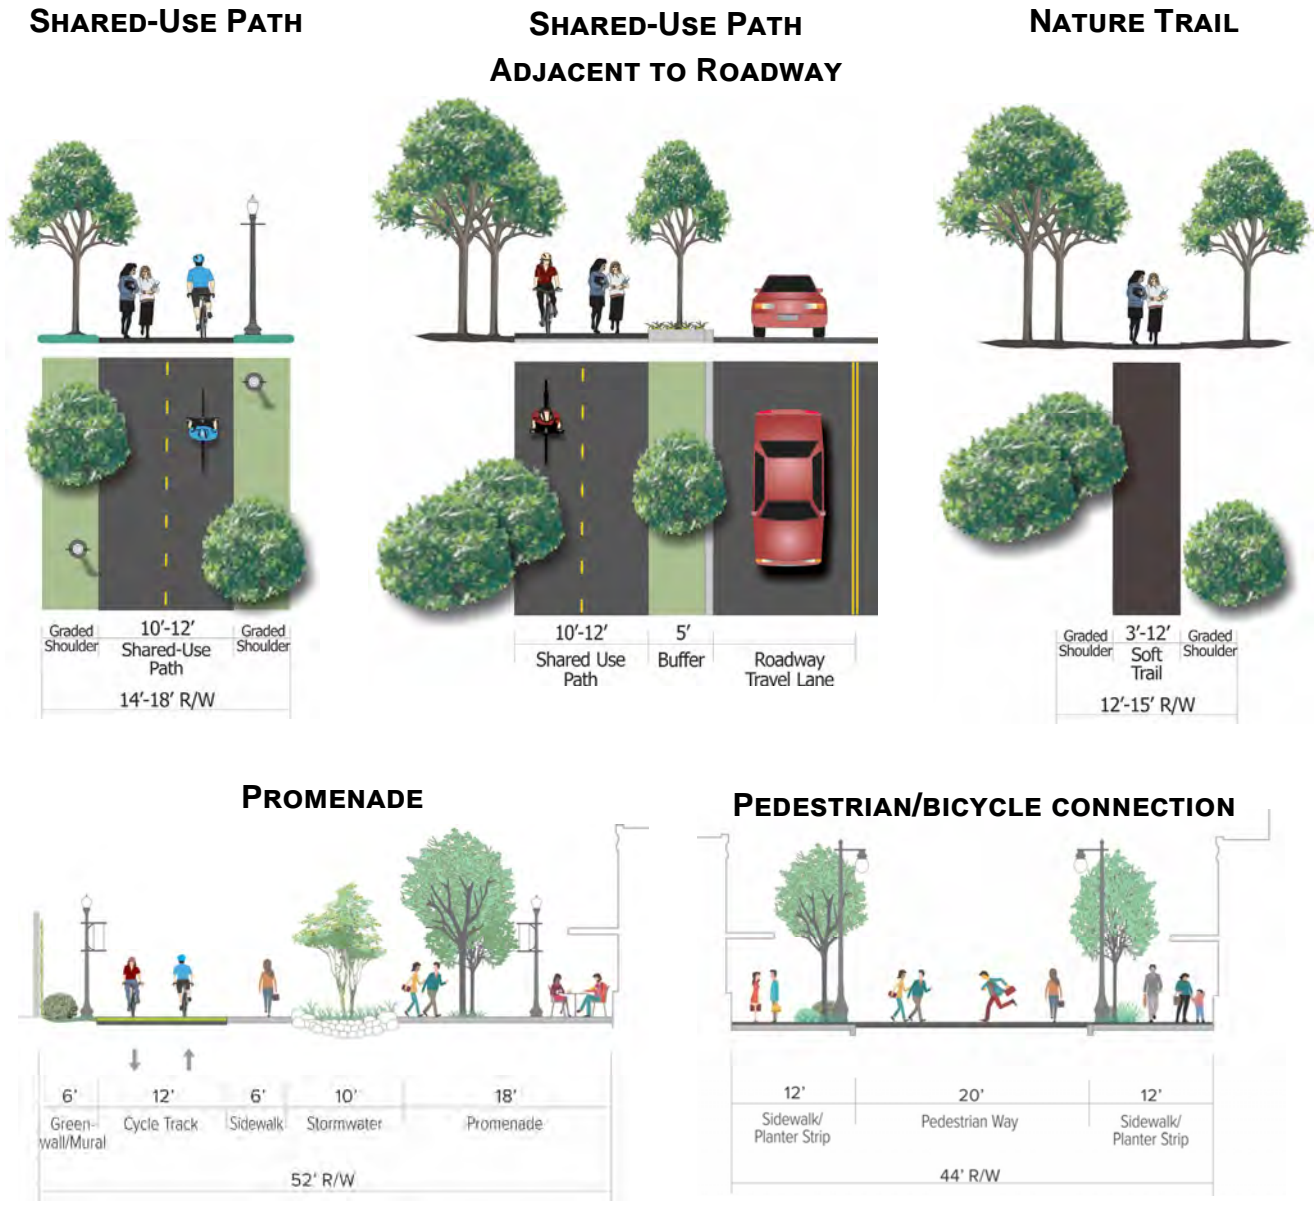 SHARED-USE PATH
SHARED-USE PATH
ADJACENT TO ROADWAY
NATURE TRAIL
Graded
Shoulder
10'-12'
Shared-Use
Path
Graded
Shoulder
14'-18' R/W
10'-12'
Shared Use
Path
5'
Buffer
Roadway
Travel Lane
Graded
Shoulder
3'-12'
Soft
Trail
Graded
Shoulder
12'-15' R/W
PROMENADE
6'
Green-
wall/Mural
12'
Cycle Track
6'
Sidewalk
10'
Stormwater
18'
Promenade
52' R/W
PEDESTRIAN/BICYCLE CONNECTION
12'
Sidewalk/
Planter Strip
20'
Pedestrian Way
12'
Sidewalk/
Planter Strip
44' R/W